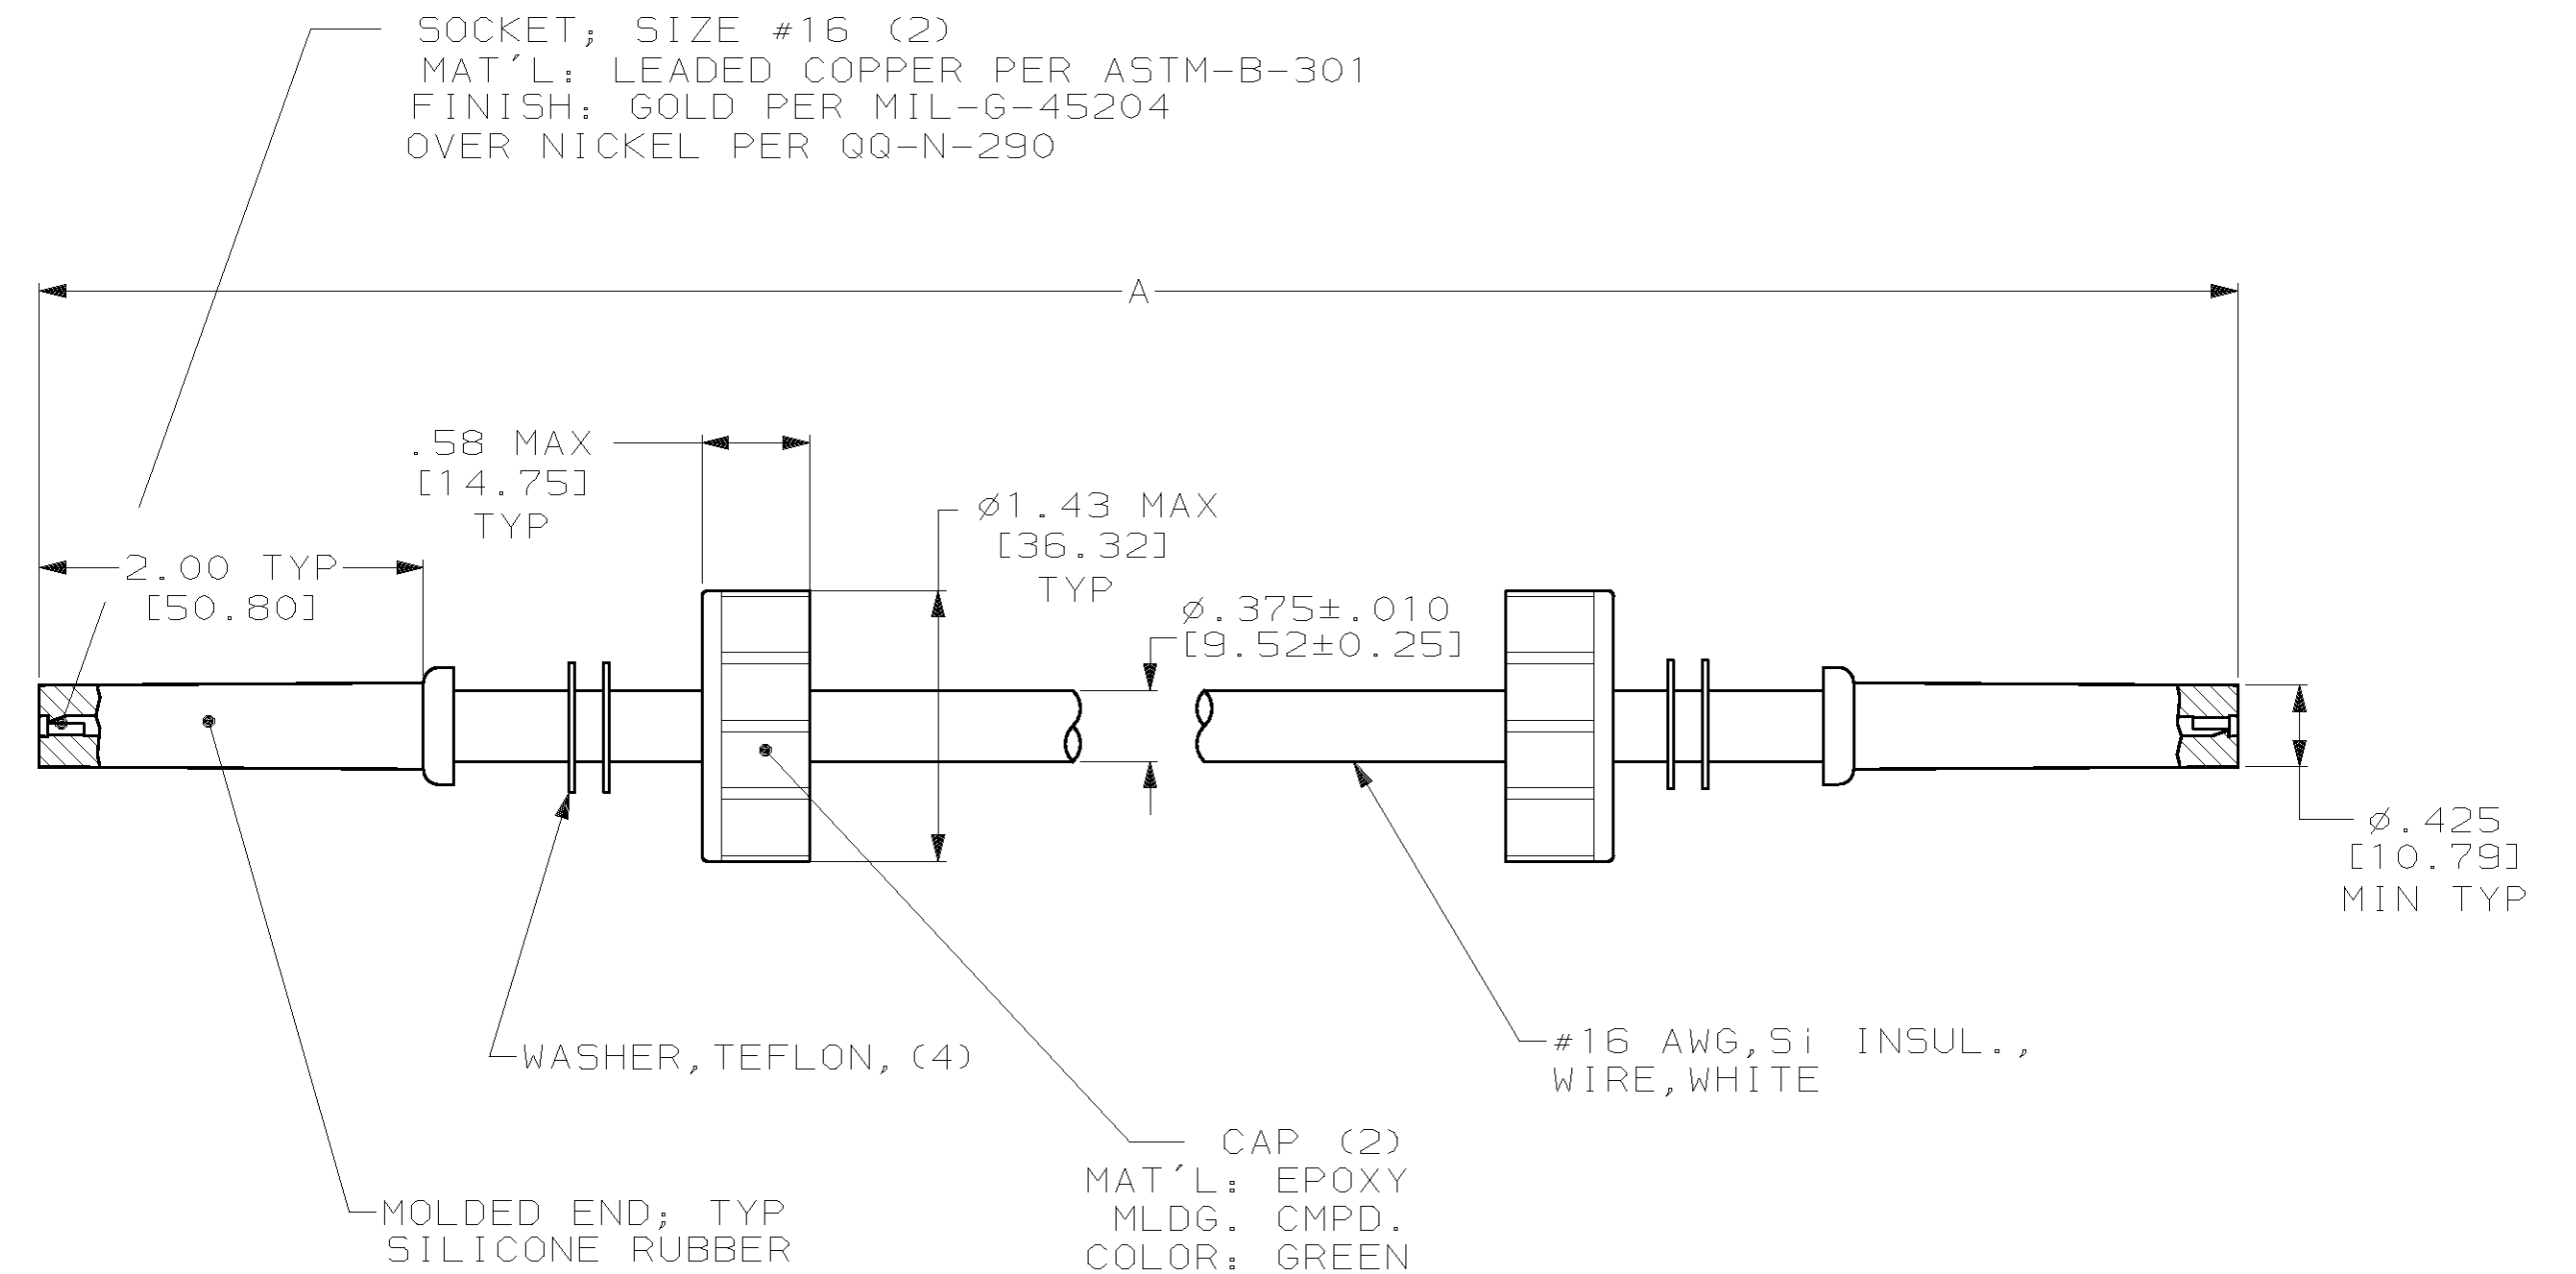 SOCKET; SIZE #16 (2)
MAT'L: LEADED COPPER PER ASTM-B-301
FINISH: GOLD PER MIL-G-45204
OVER NICKEL PER QQ-N-290
A
.58 MAX
[14.75]
TYP
Ø1.43 MAX
[36.32]
TYP
2.00 TYP
[50.80]
Ø.375±.010
[9.52±0.25]
Ø.425
[10.79]
MIN TYP
#16 AWG,Si INSUL.,
WIRE,WHITE
WASHER,TEFLON,(4)
CAP (2)
MAT'L: EPOXY
MLDG. CMPD.
COLOR: GREEN
MOLDED END; TYP
SILICONE RUBBER